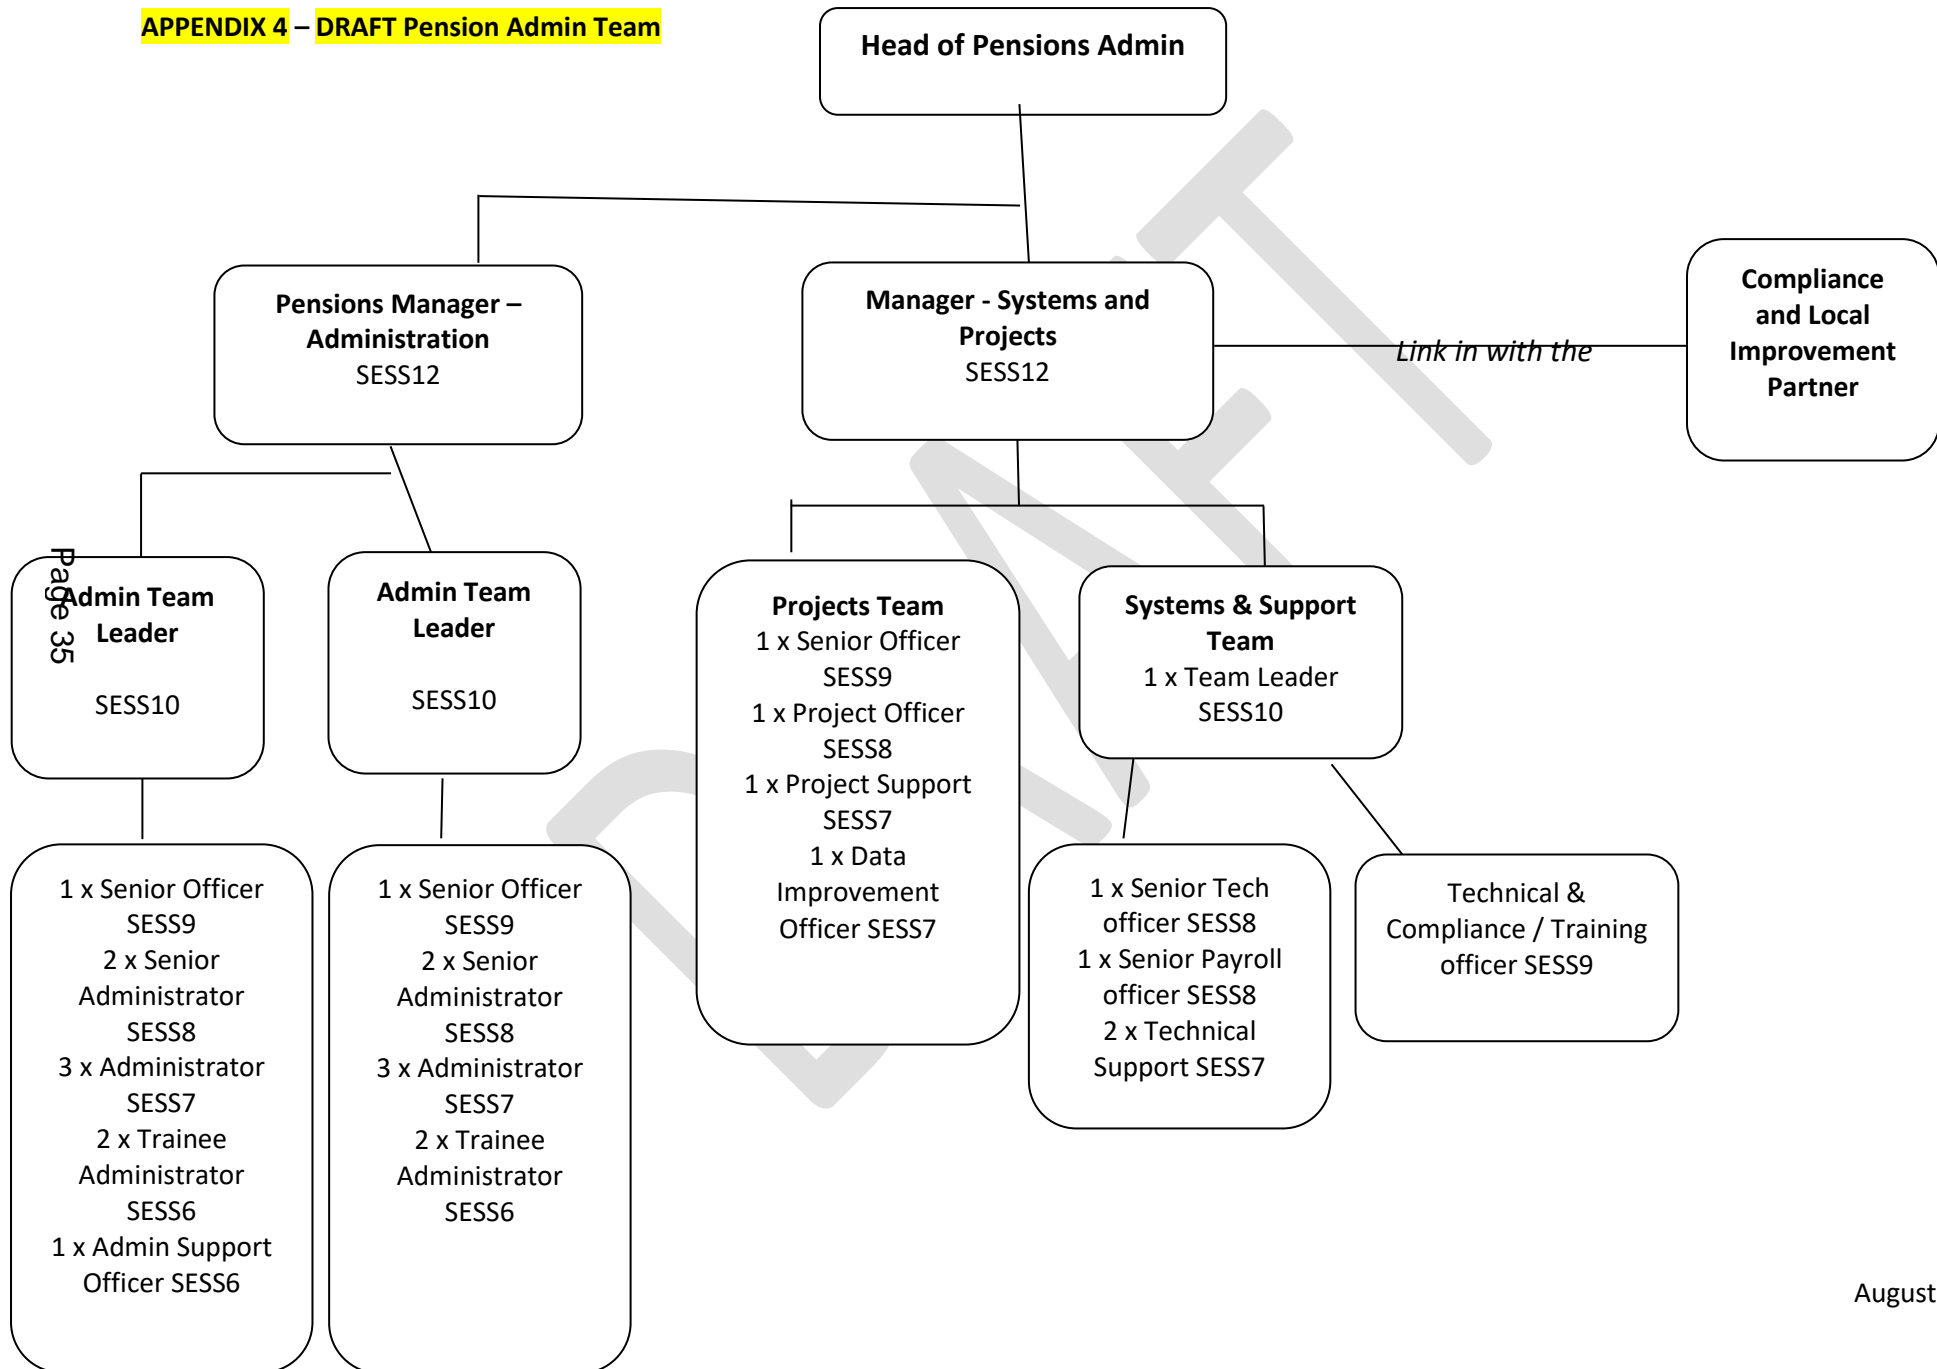 APPENDIX 4 – DRAFT Pension Admin Team
Head of Pensions Admin
Pensions Manager –
Administration
SESS12
Manager - Systems and
Projects
SESS12
Link in with the
Compliance
and Local
Improvement
Partner
Page 35
Admin Team
Leader
SESS10
Admin Team
Leader
SESS10
Projects Team
1 x Senior Officer
SESS9
1 x Project Officer
SESS8
1 x Project Support
SESS7
1 x Data
Improvement
Officer SESS7
Systems & Support
Team
1 x Team Leader
SESS10
1 x Senior Officer
SESS9
2 x Senior
Administrator
SESS8
3 x Administrator
SESS7
2 x Trainee
Administrator
SESS6
1 x Admin Support
Officer SESS6
1 x Senior Officer
SESS9
2 x Senior
Administrator
SESS8
3 x Administrator
SESS7
2 x Trainee
Administrator
SESS6
1 x Senior Tech
officer SESS8
1 x Senior Payroll
officer SESS8
2 x Technical
Support SESS7
Technical &
Compliance / Training
officer SESS9
August
DRAFT